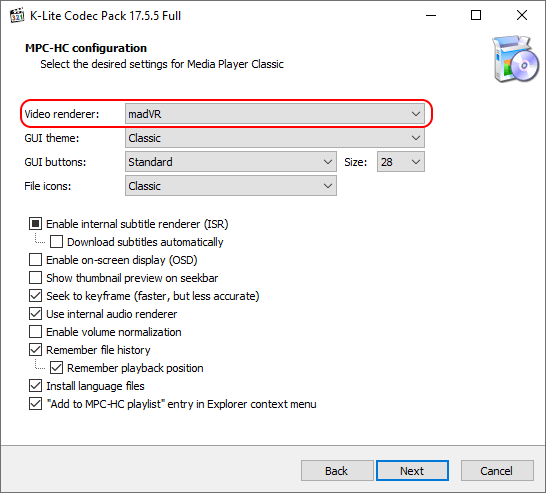 K-Lite Codec Pack 17.5.5 Full
MPC-HC configuration
Select the desired settings for Media Player Classic
Video renderer: madVR
GUI theme: Classic
GUI buttons: Standard Size: 28
File icons: Classic
Enable internal subtitle renderer (ISR)
Download subtitles automatically
Enable on-screen display (OSD)
Show thumbnail preview on seekbar
Seek to keyframe (faster, but less accurate)
Use internal audio renderer
Enable volume normalization
Remember file history
Remember playback position
Install language files
"Add to MPC-HC playlist" entry in Explorer context menu
Back Next Cancel